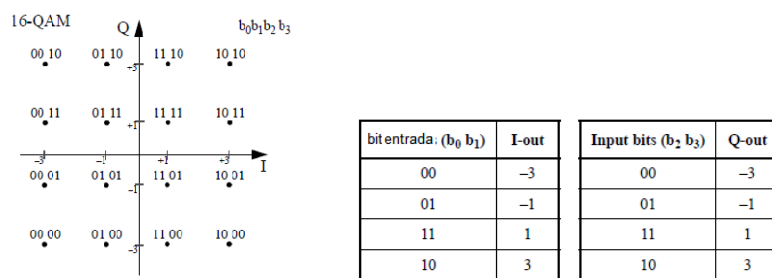 16-QAM
Q
b0b1b2 b3
00 10 01 10 11 10 10 10
+3
00 11 01 11 11 11 10 11
+1
−3 −1 +1 +3
I
00 01 01 01 11 01 10 01
−1
00 00 01 00 11 00 10 00
−3
bit entrada; (b0 b1) I-out
00 −3
01 −1
11 1
10 3
Input bits (b2 b3) Q-out
00 −3
01 −1
11 1
10 3